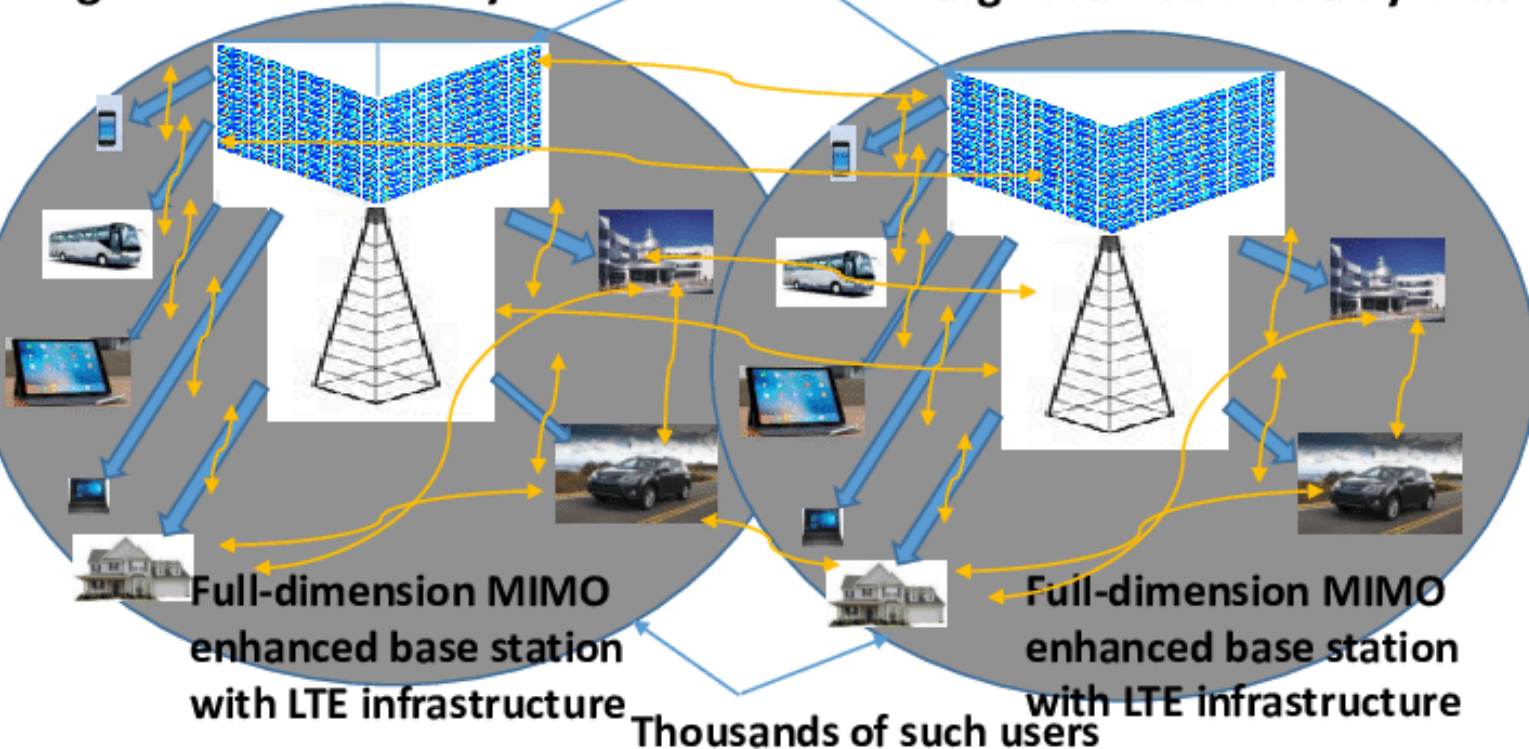 Full-dimension MIMO
enhanced base station
with LTE infrastructure
Full-dimension MIMO
enhanced base station
with LTE infrastructure
Thousands of such users